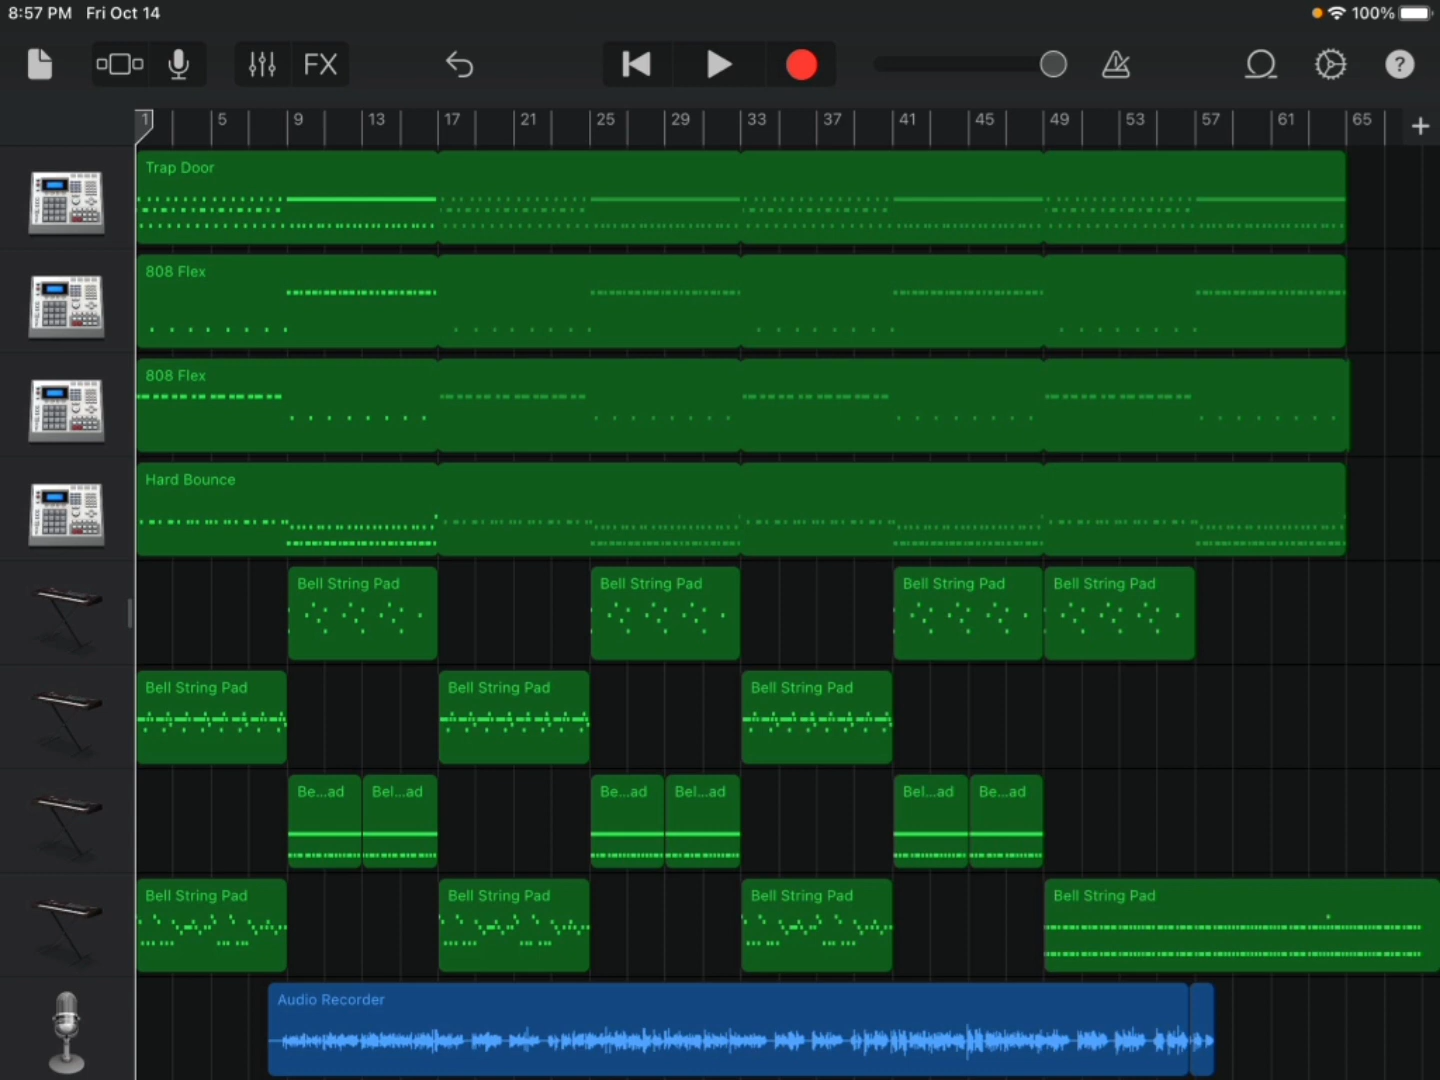 8:57 PM Fri Oct 14 100%
FX ?
1 5 9 13 17 21 25 29 33 37 41 45 49 53 57 61 65 +
Trap Door
808 Flex
808 Flex
Hard Bounce
Bell String Pad Bell String Pad Bell String Pad Bell String Pad
Bell String Pad Bell String Pad Bell String Pad
Be...ad Bel...ad Be...ad Bel...ad Bel...ad Be...ad
Bell String Pad Bell String Pad Bell String Pad Bell String Pad
Audio Recorder